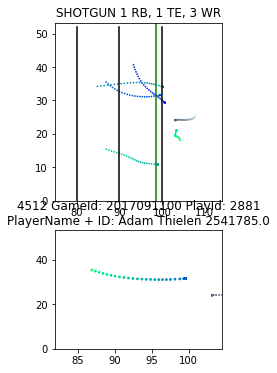 SHOTGUN 1 RB, 1 TE, 3 WR
50
40
30
20
10
0
80 90 100 110
4512 GameId: 2017091100 PlayId: 2881
PlayerName + ID: Adam Thielen 2541785.0
40
20
0
85 90 95 100